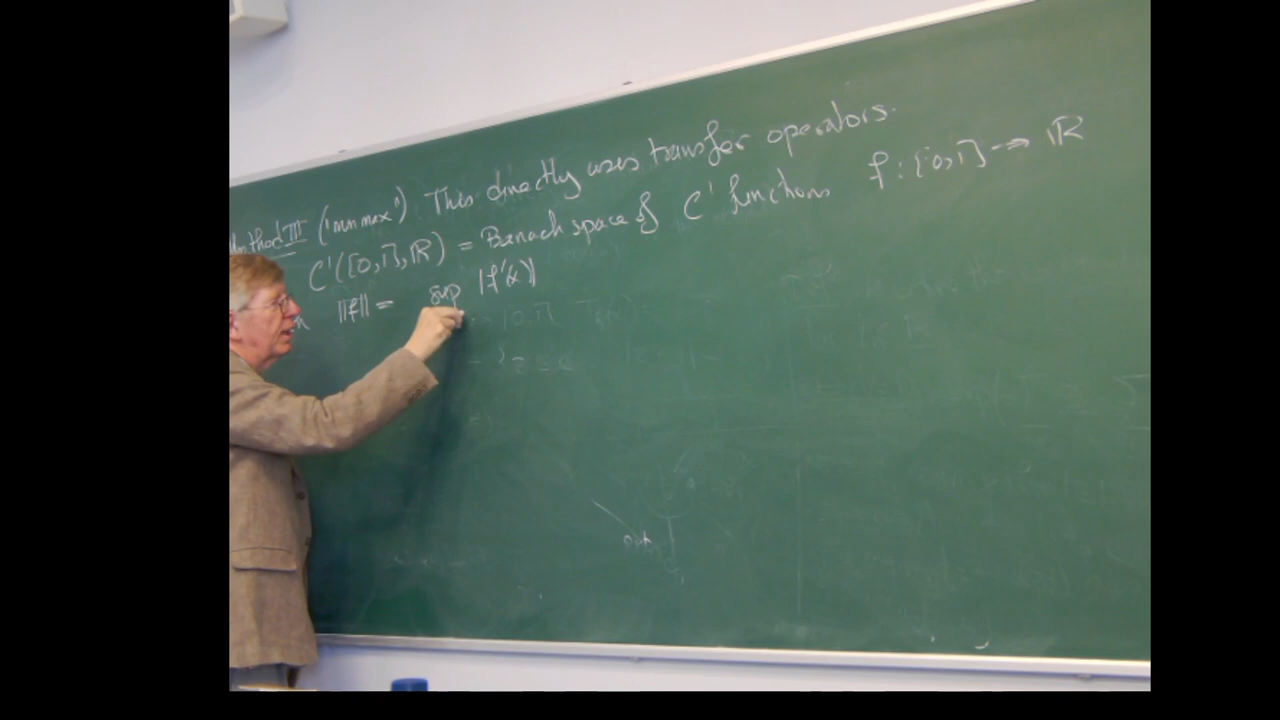 Method III ("min max") This directly uses transfer operators.
C¹([0,1],ℝ) = Banach space of C¹ functions f : [0,1] → ℝ
||f|| = sup |f'(x)|